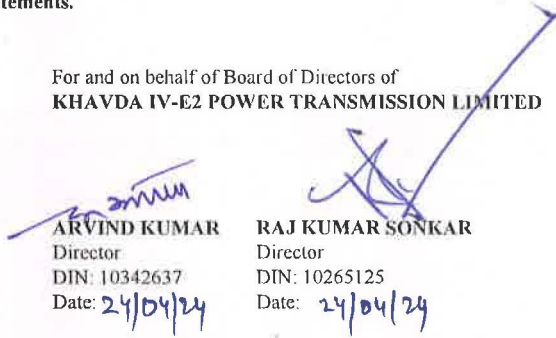 tements.
For and on behalf of Board of Directors of
KHAVDA IV-E2 POWER TRANSMISSION LIMITED
ARVIND KUMAR RAJ KUMAR SONKAR
Director Director
DIN: 10342637 DIN: 10265125
Date: 24/04/24 Date: 24/04/24